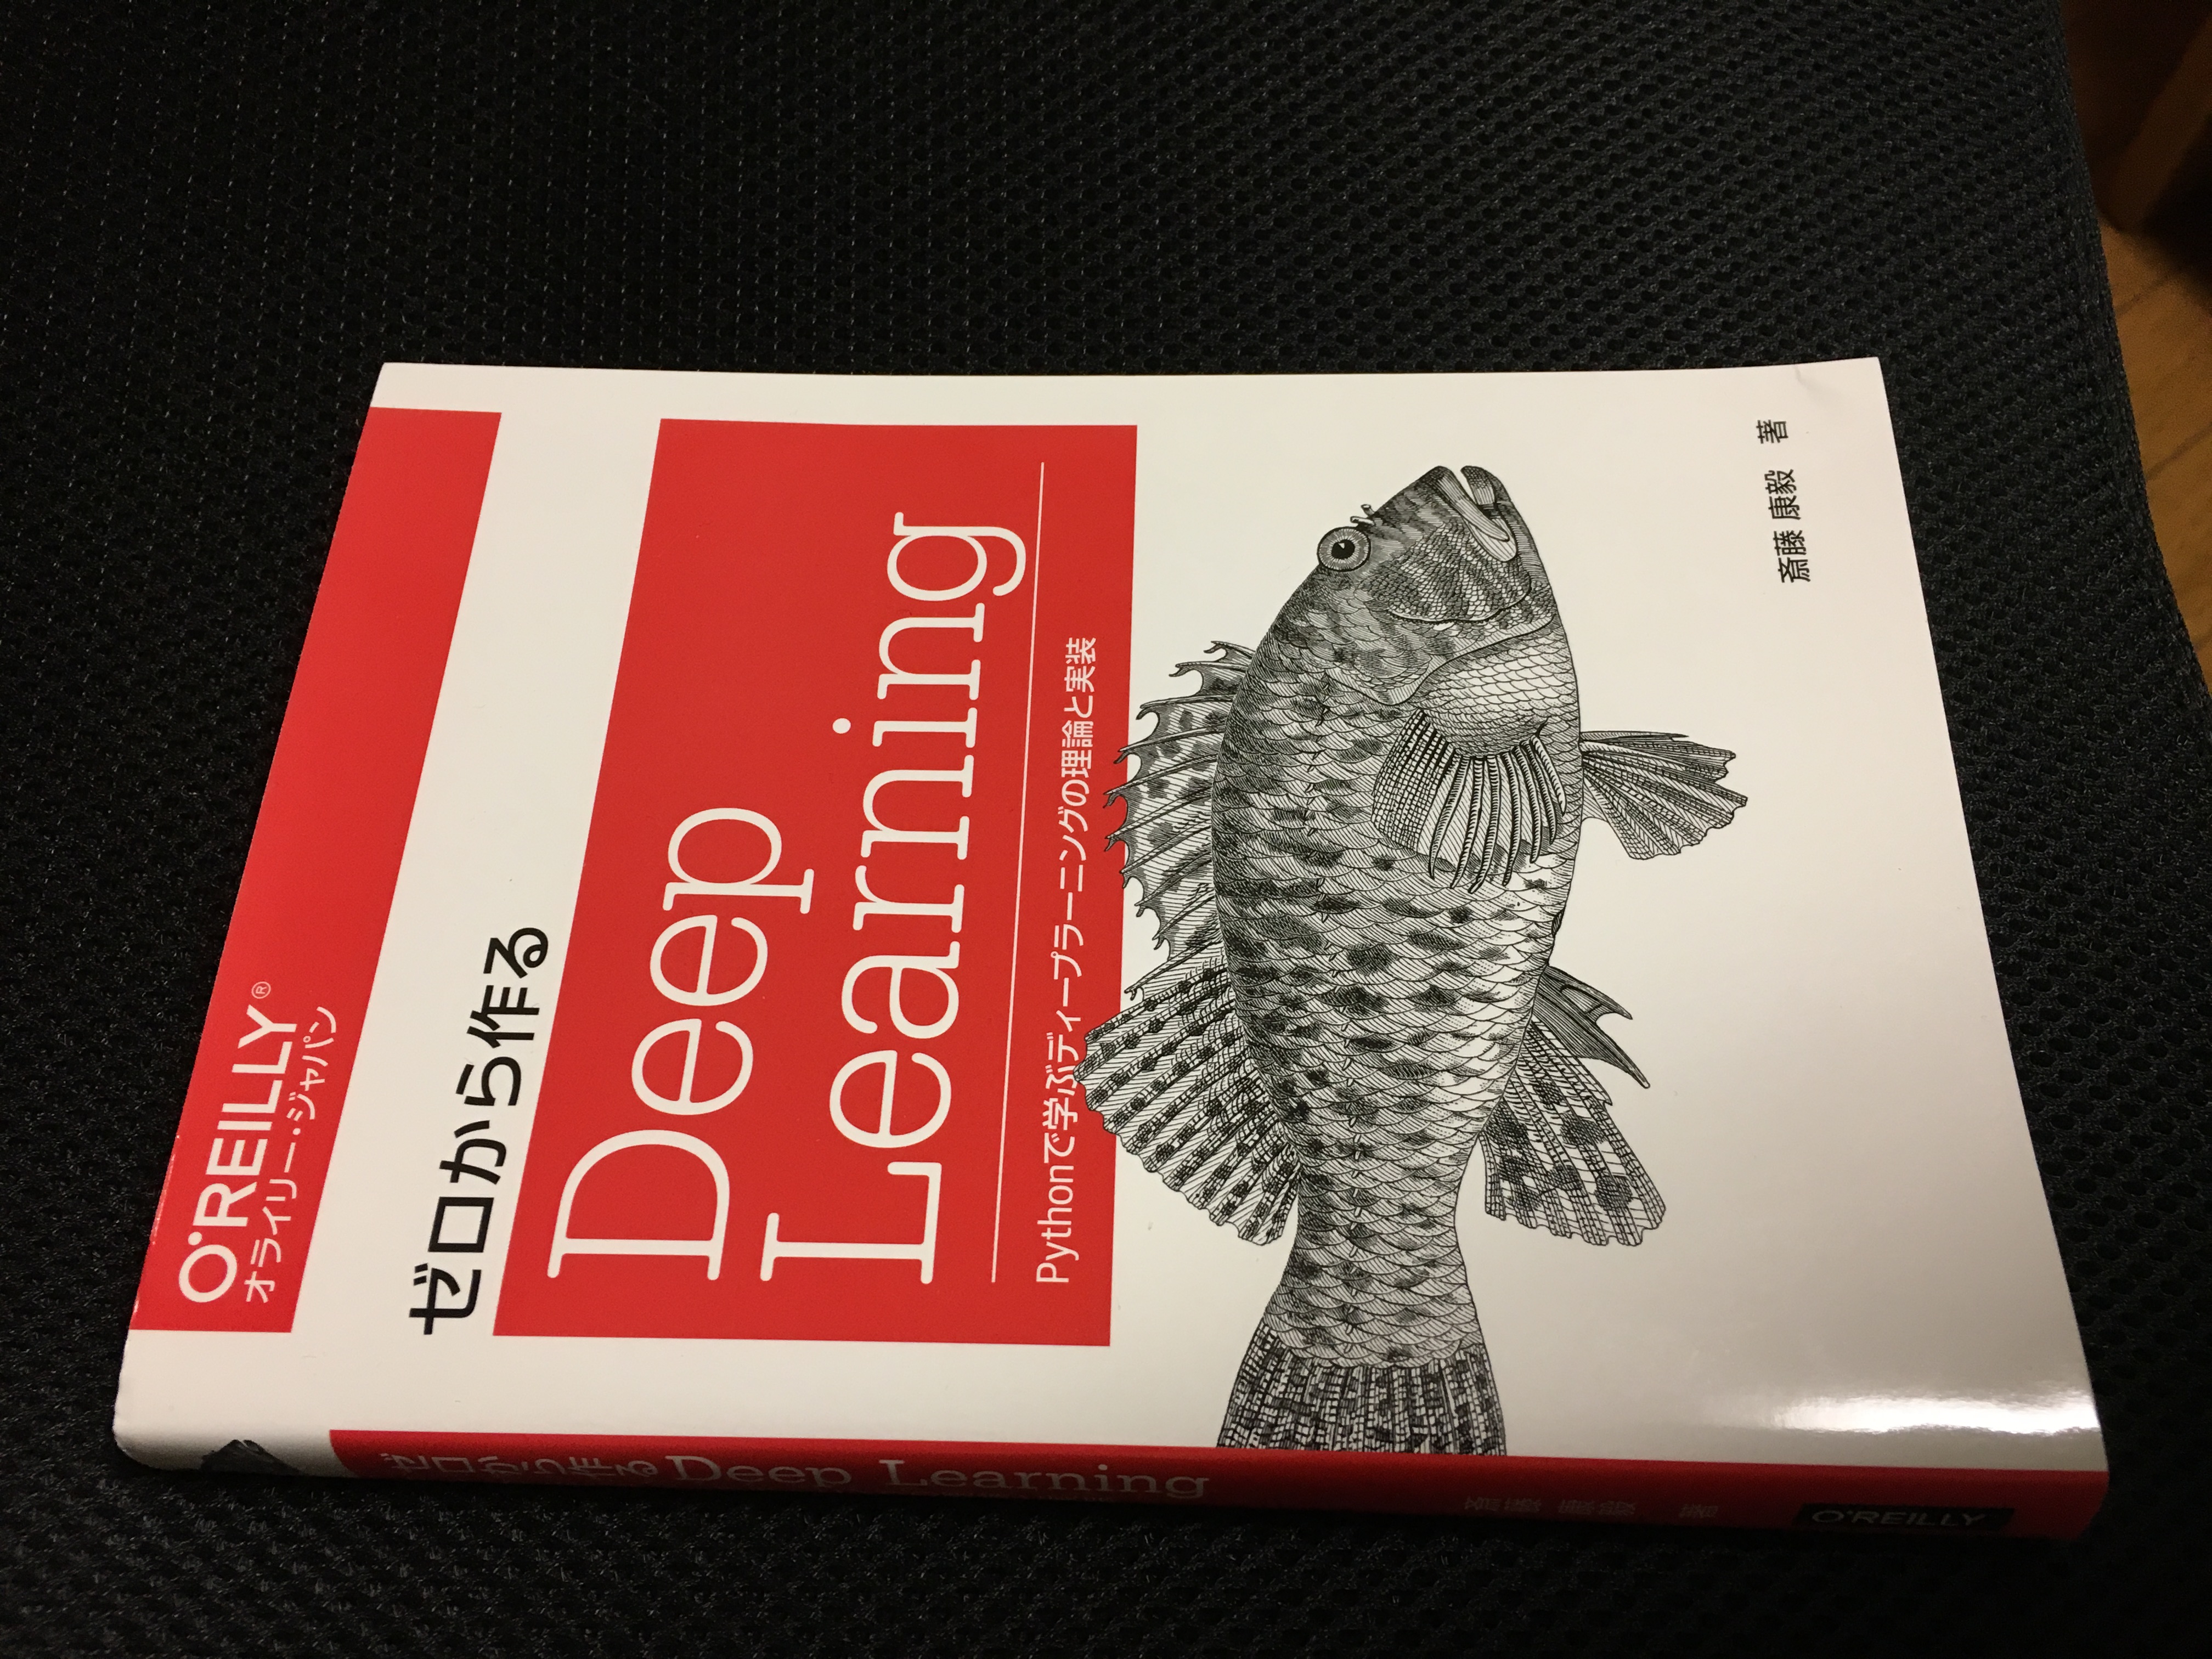 O'REILLY®
オライリー・ジャパン
ゼロから作る
Deep
Learning
Pythonで学ぶディープラーニングの理論と実装
斎藤 康毅 著
ゼロから作る Deep Learning
斎藤 康毅 著
O'REILLY